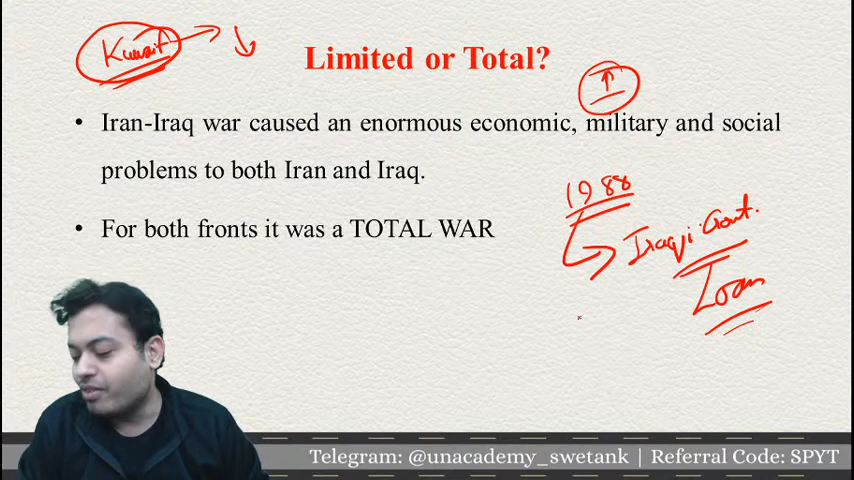 Kuwait
Limited or Total?
• Iran-Iraq war caused an enormous economic, military and social
problems to both Iran and Iraq.
1988
• For both fronts it was a TOTAL WAR
Iraqi Govt.
Loan
Telegram: @unacademy_swetank | Referral Code: SPYT